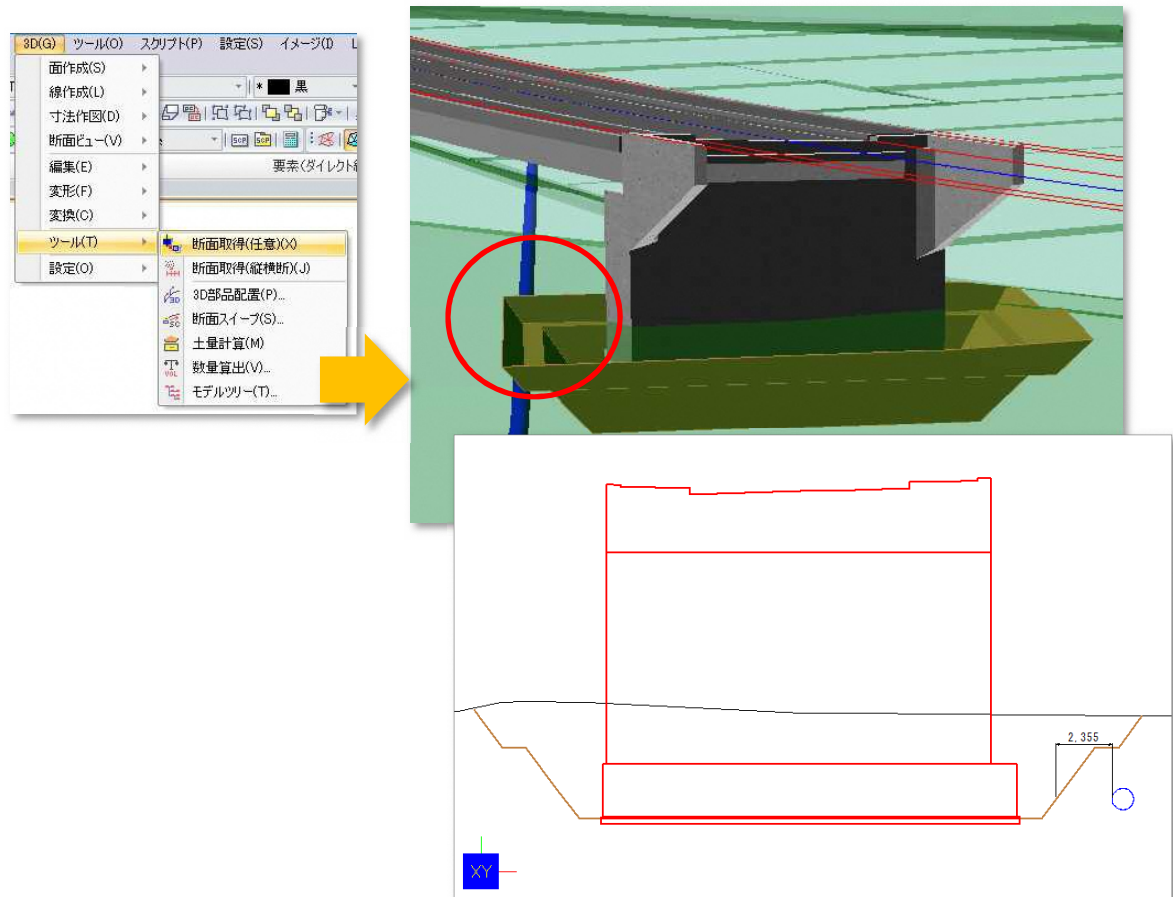 3D(G) ツール(O) スクリプト(P) 設定(S) イメージ(I)
面作成(S)
線作成(L)
寸法作図(D)
断面ビュー(V)
編集(E)
変形(F)
変換(C)
ツール(T)
設定(O)
* 黒
SCP SCP
要素(ダイレクト
断面取得(任意)(X)
断面取得(縦横断)(J)
3D部品配置(P)...
断面スイープ(S)...
土量計算(M)
数量算出(V)...
モデルツリー(T)...
2,355
XY